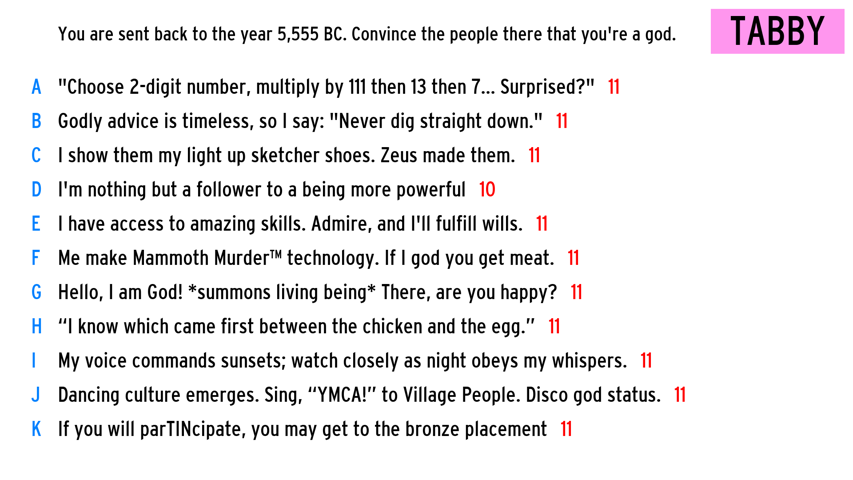 You are sent back to the year 5,555 BC. Convince the people there that you're a god.
TABBY
A "Choose 2-digit number, multiply by 111 then 13 then 7... Surprised?" 11
B Godly advice is timeless, so I say: "Never dig straight down." 11
C I show them my light up sketcher shoes. Zeus made them. 11
D I'm nothing but a follower to a being more powerful 10
E I have access to amazing skills. Admire, and I'll fulfill wills. 11
F Me make Mammoth Murder™ technology. If I god you get meat. 11
G Hello, I am God! *summons living being* There, are you happy? 11
H “I know which came first between the chicken and the egg.” 11
I My voice commands sunsets; watch closely as night obeys my whispers. 11
J Dancing culture emerges. Sing, “YMCA!” to Village People. Disco god status. 11
K If you will parTINcipate, you may get to the bronze placement 11